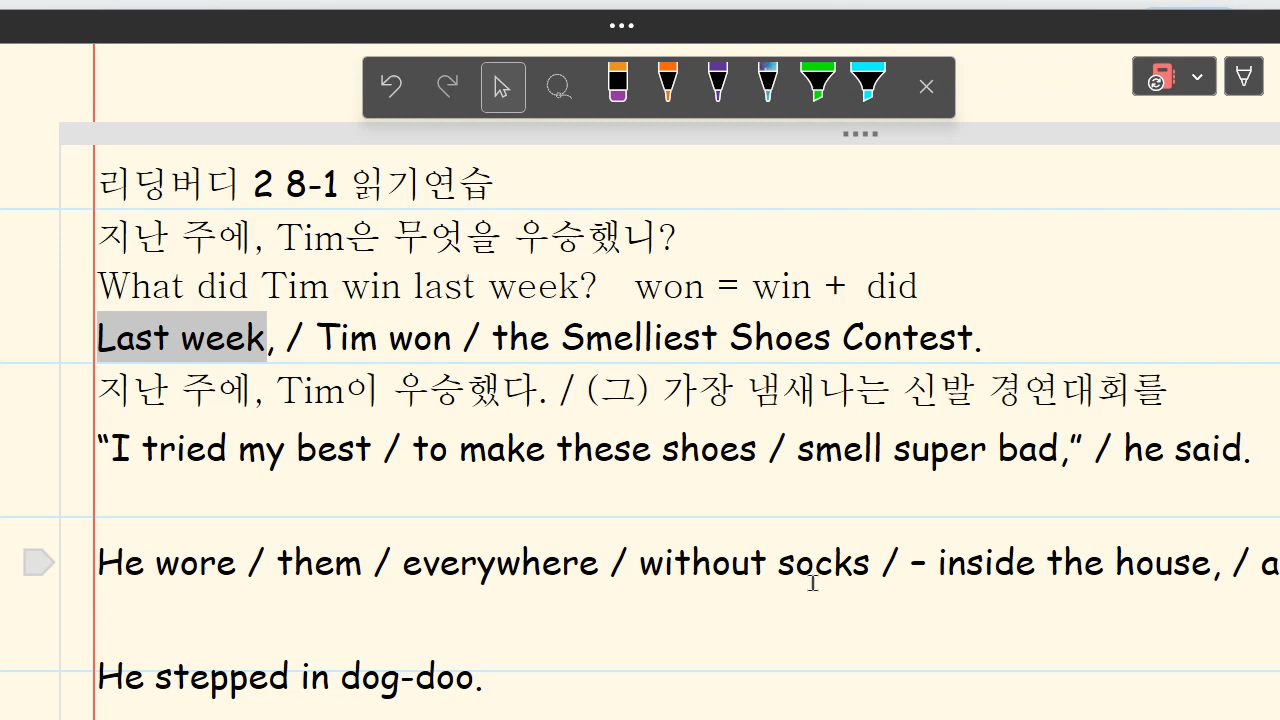 리딩버디 2 8-1 읽기연습
지난 주에, Tim은 무엇을 우승했니?
What did Tim win last week? won = win + did
Last week, / Tim won / the Smelliest Shoes Contest.
지난 주에, Tim이 우승했다. / (그) 가장 냄새나는 신발 경연대회를
“I tried my best / to make these shoes / smell super bad,” / he said.
He wore / them / everywhere / without socks / – inside the house, / a
He stepped in dog-doo.